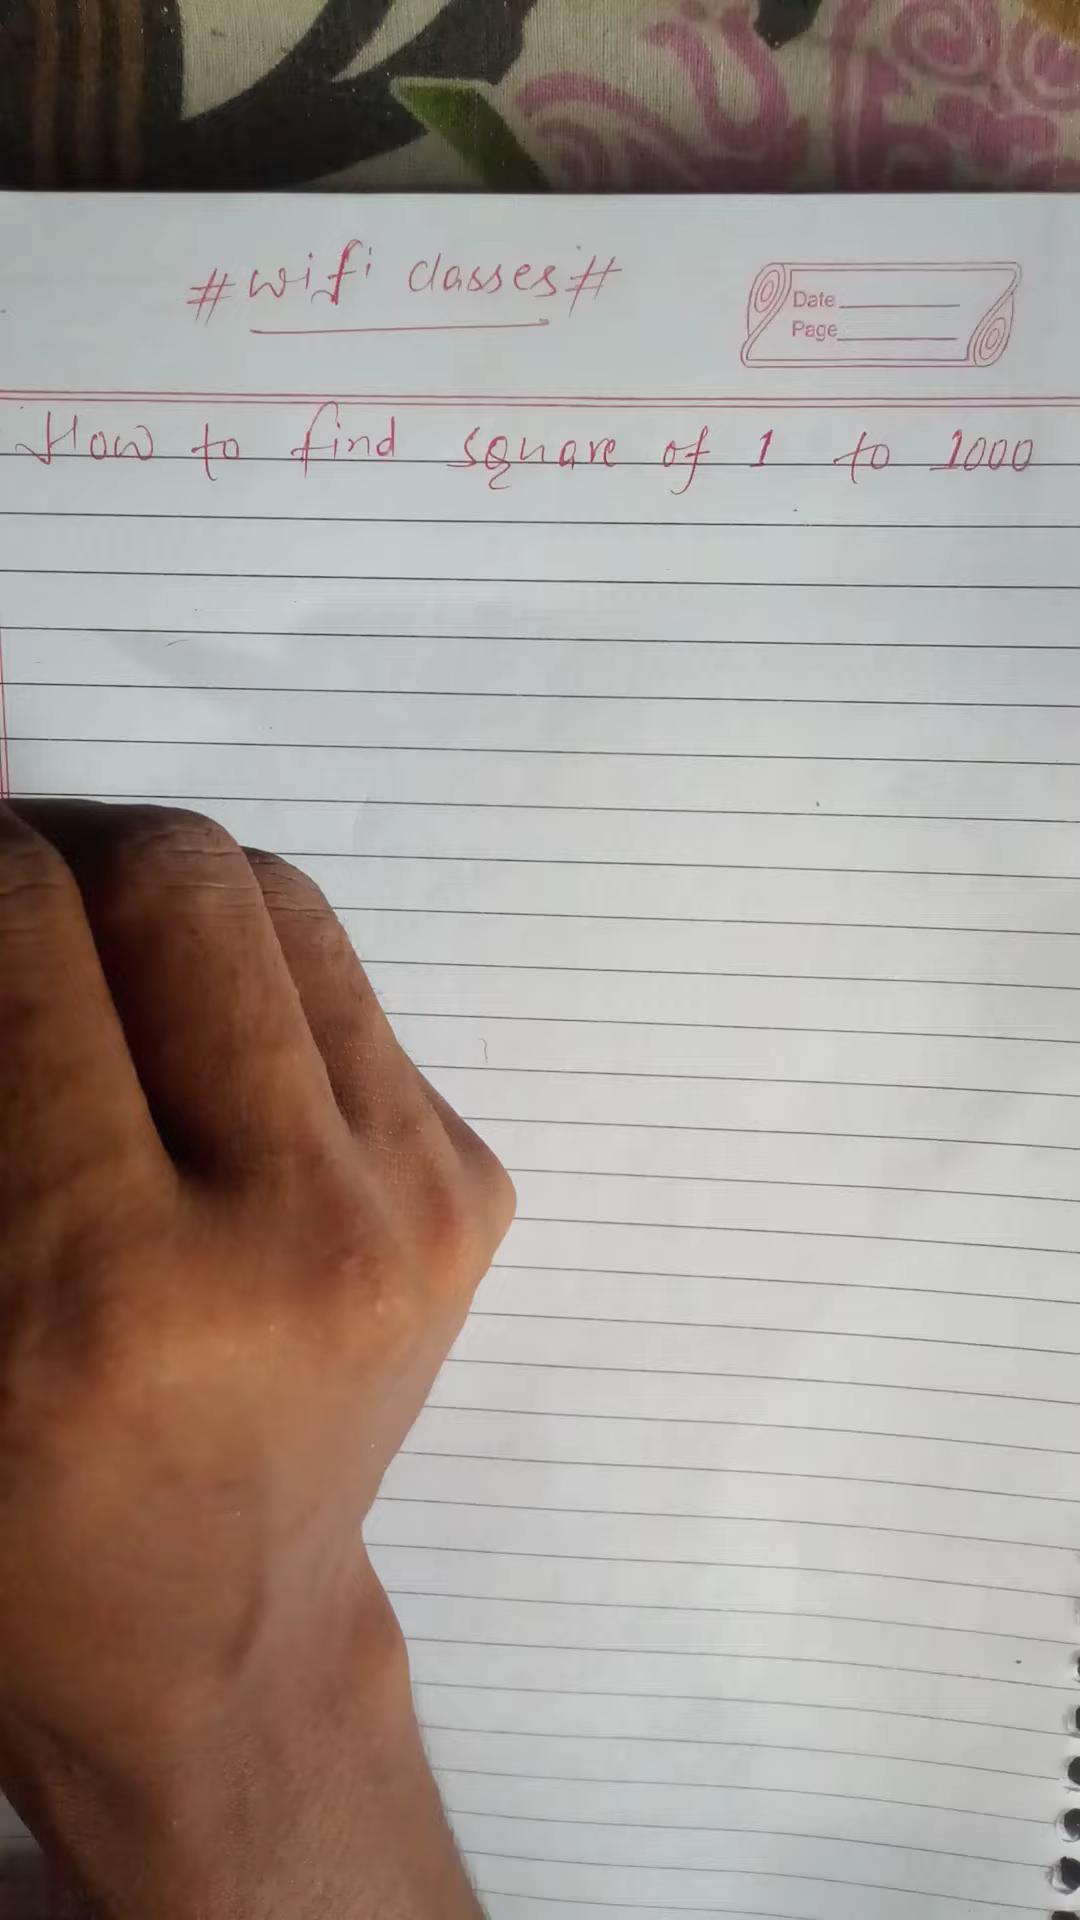 #wifi classes#
Date
Page
How to find square of 1 to 1000